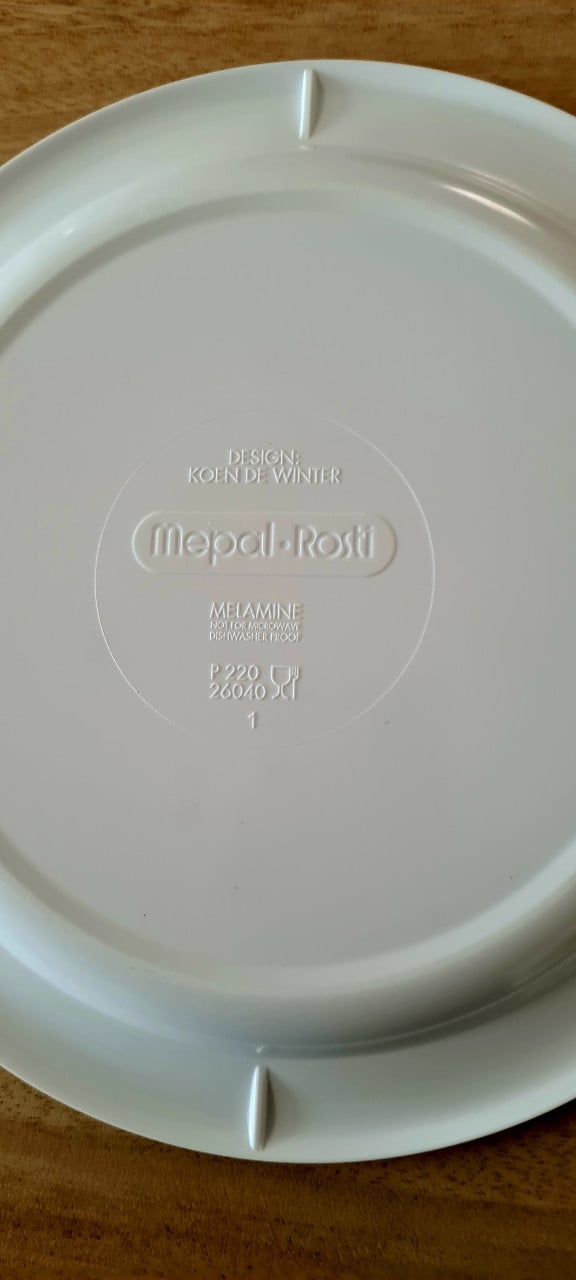 DESIGN:
KOEN DE WINTER
Mepal·Rosti
MELAMINE
NOT FOR MICROWAVE
DISHWASHER PROOF
P 220
26040
1